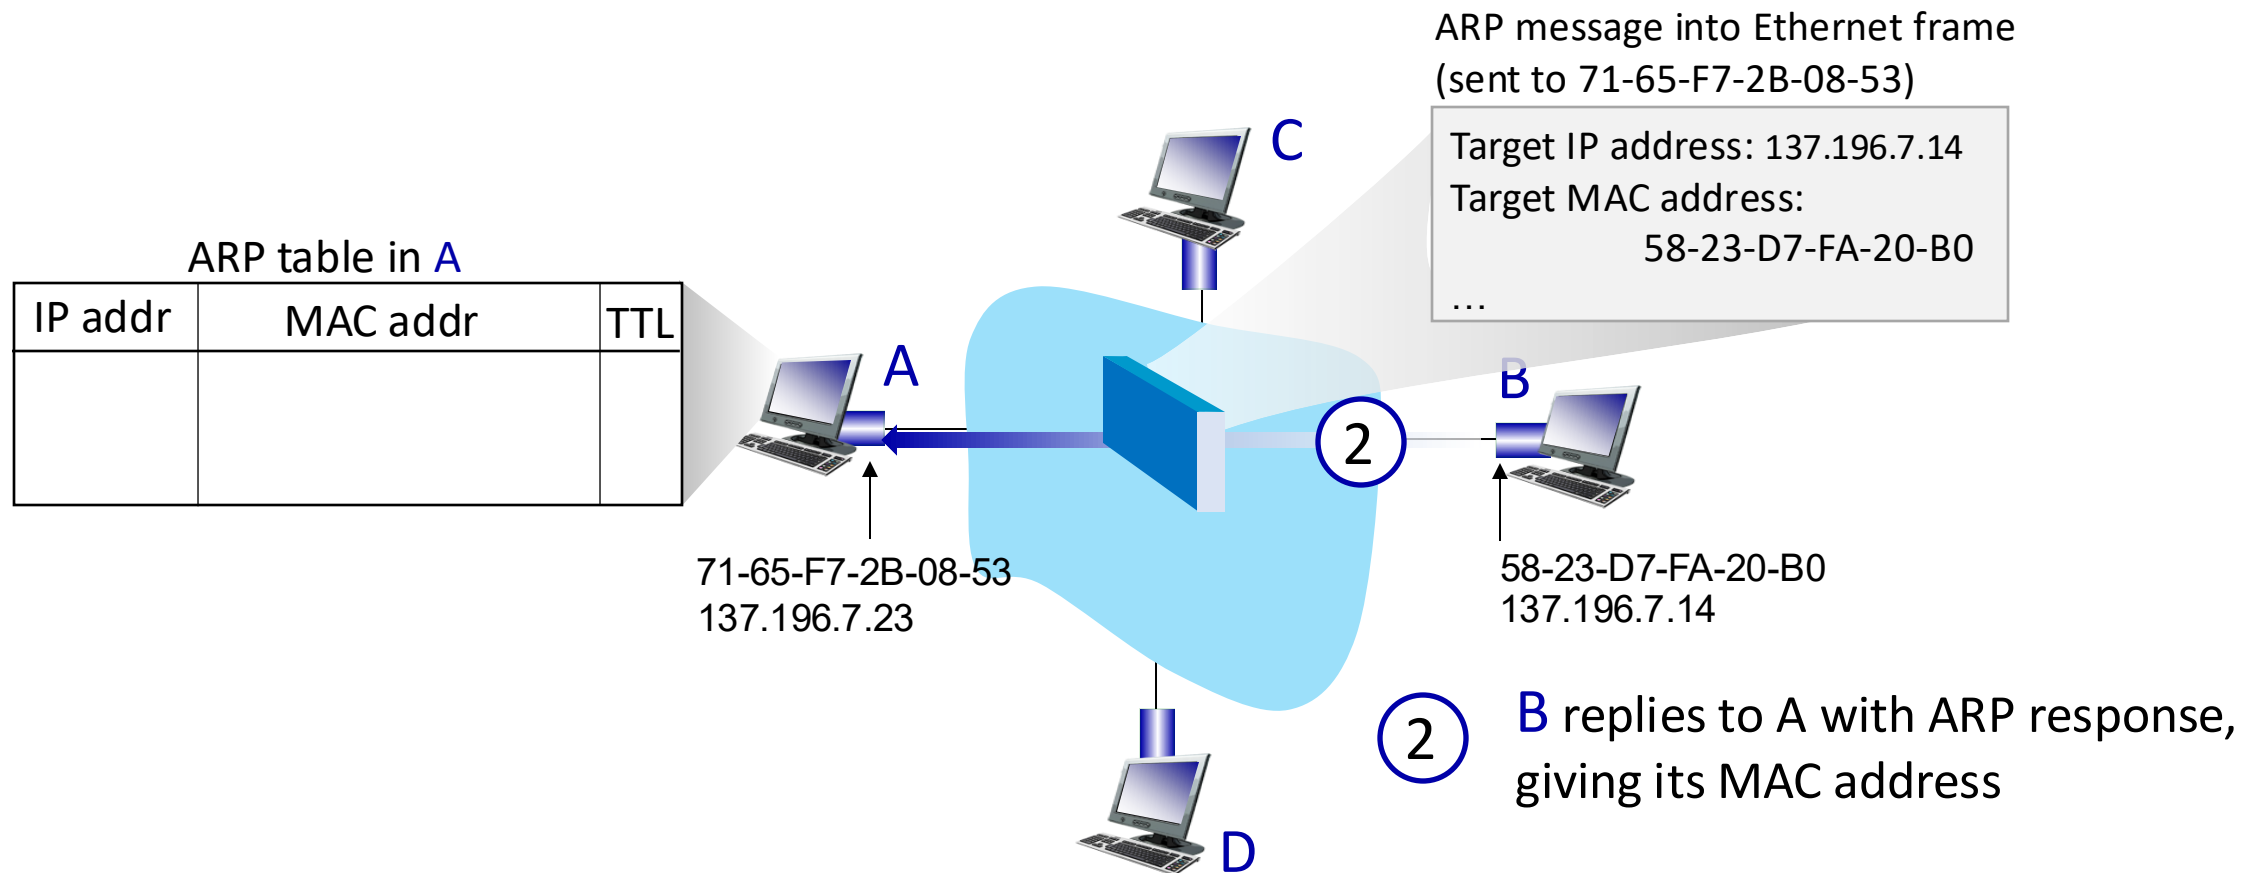 ARP message into Ethernet frame
(sent to 71-65-F7-2B-08-53)
Target IP address: 137.196.7.14
Target MAC address:
58-23-D7-FA-20-B0
…
C
ARP table in A
IP addr MAC addr TTL
A
B
2
71-65-F7-2B-08-53
137.196.7.23
58-23-D7-FA-20-B0
137.196.7.14
2 B replies to A with ARP response,
giving its MAC address
D